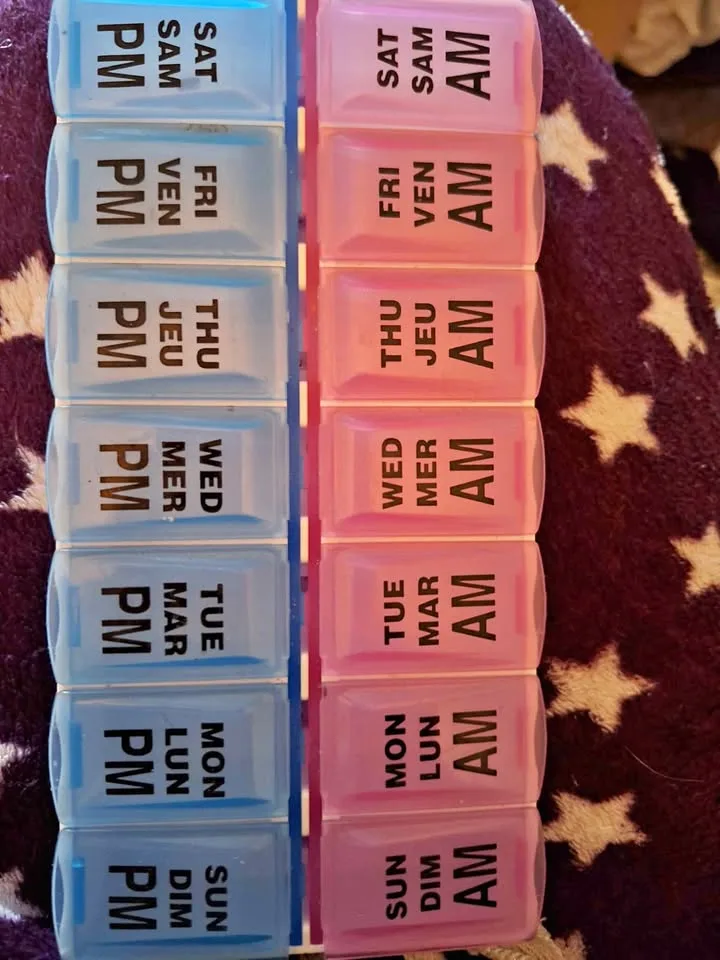 SAT
SAM
PM
SAT
SAM
AM
FRI
VEN
PM
FRI
VEN
AM
THU
JEU
PM
THU
JEU
AM
WED
MER
PM
WED
MER
AM
TUE
MAR
PM
TUE
MAR
AM
MON
LUN
PM
MON
LUN
AM
SUN
DIM
PM
SUN
DIM
AM